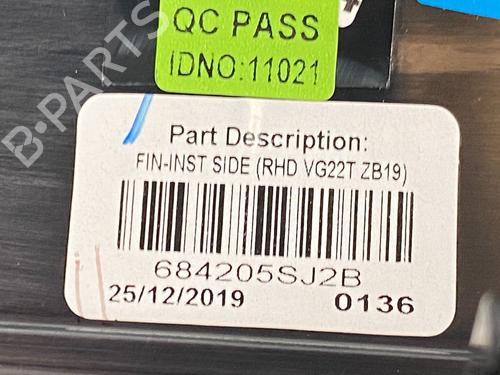 QC PASS
IDNO:11021
Part Description:
FIN-INST SIDE (RHD VG22T ZB19)
684205SJ2B
25/12/2019 0136
B-PARTS